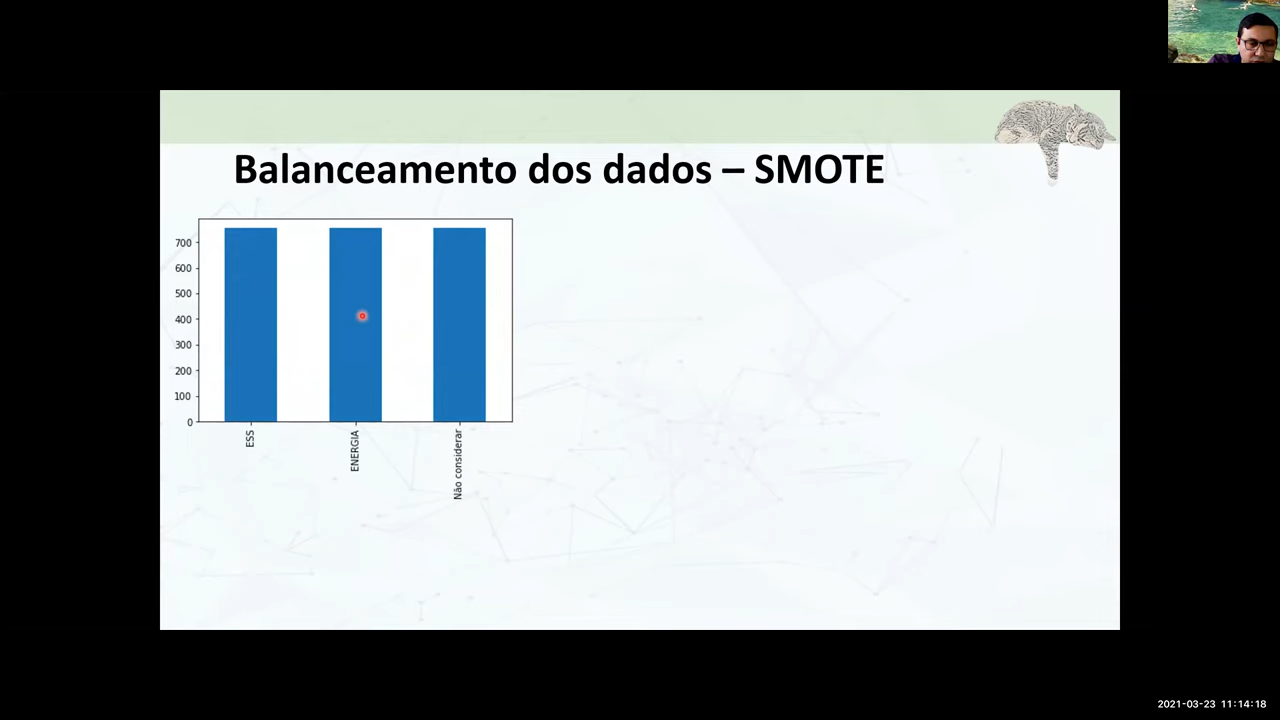 Balanceamento dos dados – SMOTE
700
600
500
400
300
200
100
0
ESS
ENERGIA
Não considerar
2021-03-23 11:14:18